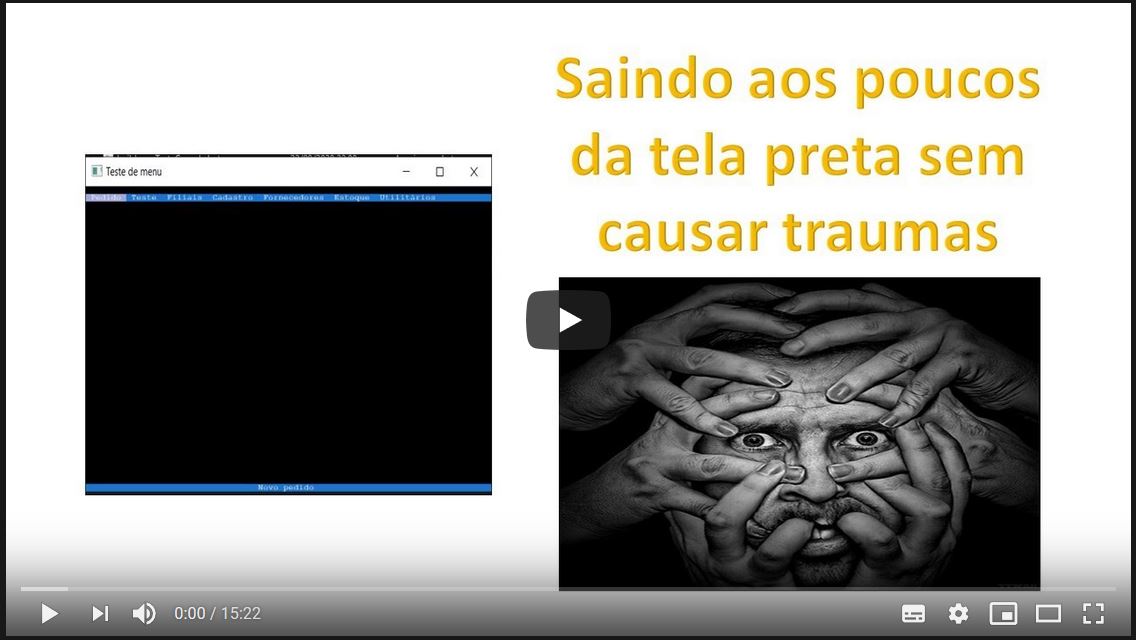 Saindo aos poucos
da tela preta sem
causar traumas
Teste de menu
Pedido Teste Filiais Cadastro Fornecedores Estoque Utilitários
Novo pedido
0:00 / 15:22